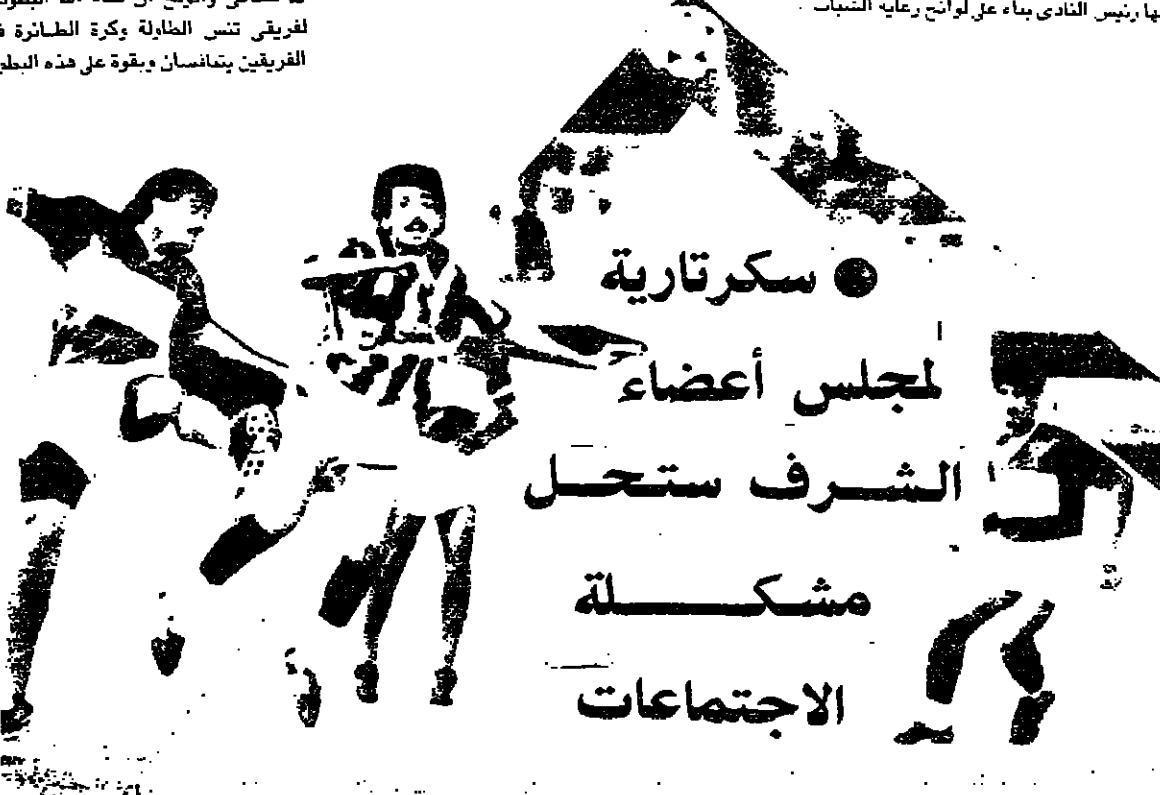 ها رئيس النادى بناء على لوائح رعاية الشباب .
لفريقى تنس الطاولة وكرة الطائرة
الفريقين يتنافسان وبقوة على هذه
● سكرتارية
لمجلس أعضاء
الشرف ستحل
مشكلة
الاجتماعات